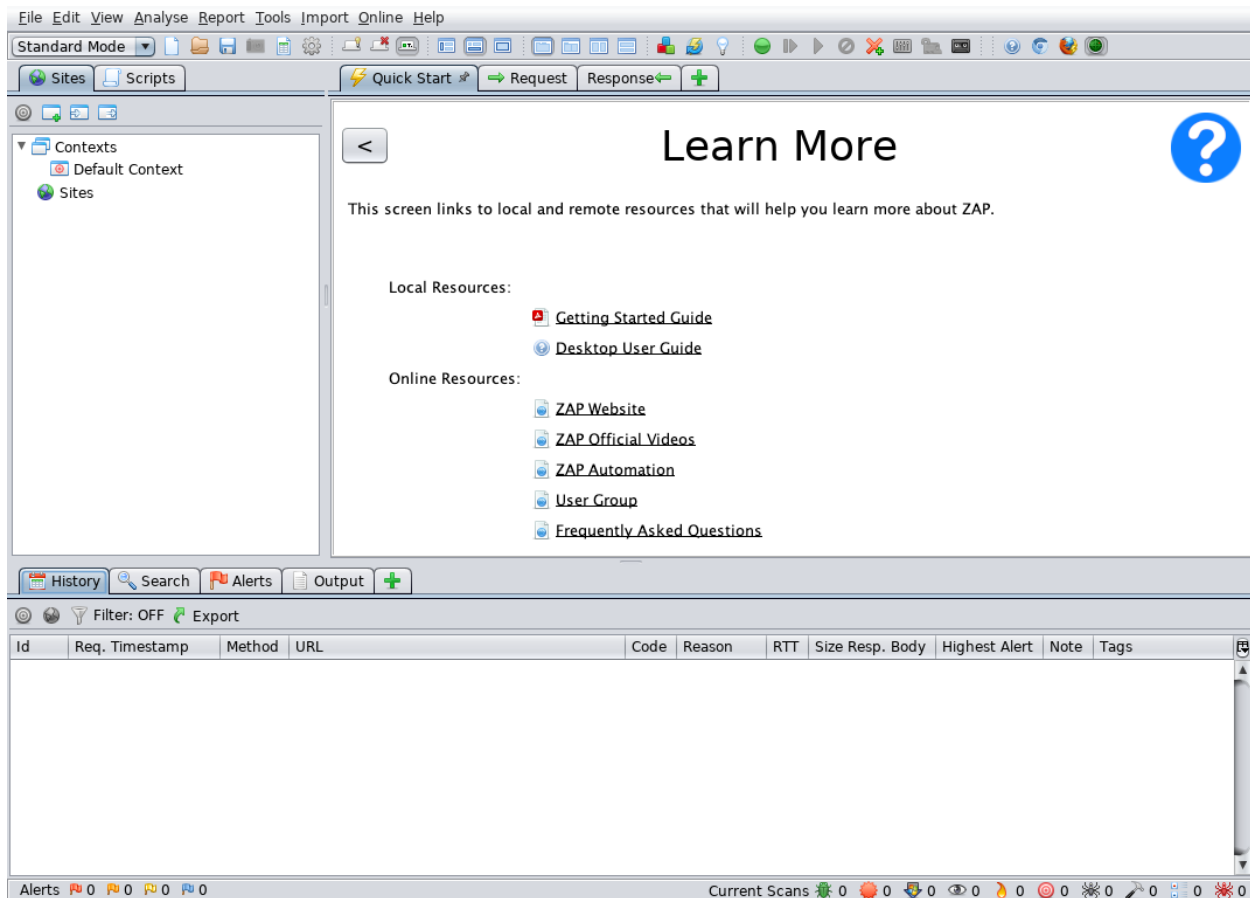 File Edit View Analyse Report Tools Import Online Help
Standard Mode
Sites Scripts Quick Start Request Response
Contexts
Default Context
Sites
<
Learn More
This screen links to local and remote resources that will help you learn more about ZAP.
Local Resources:
Getting Started Guide
Desktop User Guide
Online Resources:
ZAP Website
ZAP Official Videos
ZAP Automation
User Group
Frequently Asked Questions
History Search Alerts Output
Filter: OFF Export
Id Req. Timestamp Method URL Code Reason RTT Size Resp. Body Highest Alert Note Tags
Alerts 0 0 0 0 Current Scans 0 0 0 0 0 0 0 0 0 0